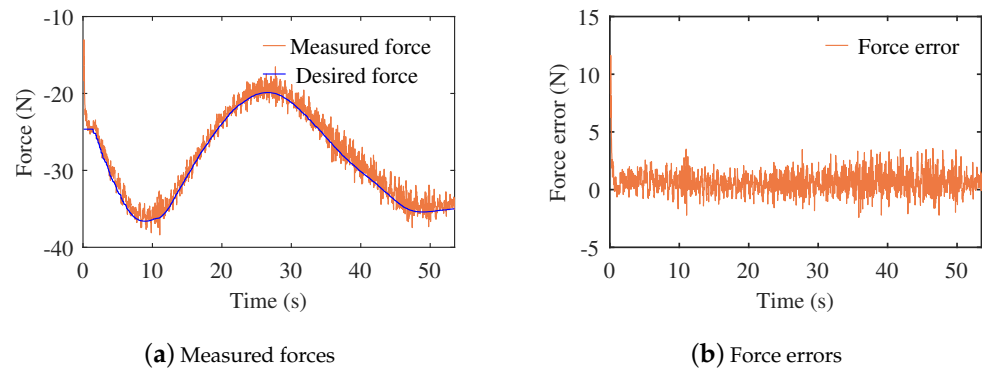 -10
-20
-30
-40
Force (N)
Measured force
Desired force
0 10 20 30 40 50
Time (s)
(a) Measured forces
15
10
5
0
-5
Force error (N)
Force error
0 10 20 30 40 50
Time (s)
(b) Force errors